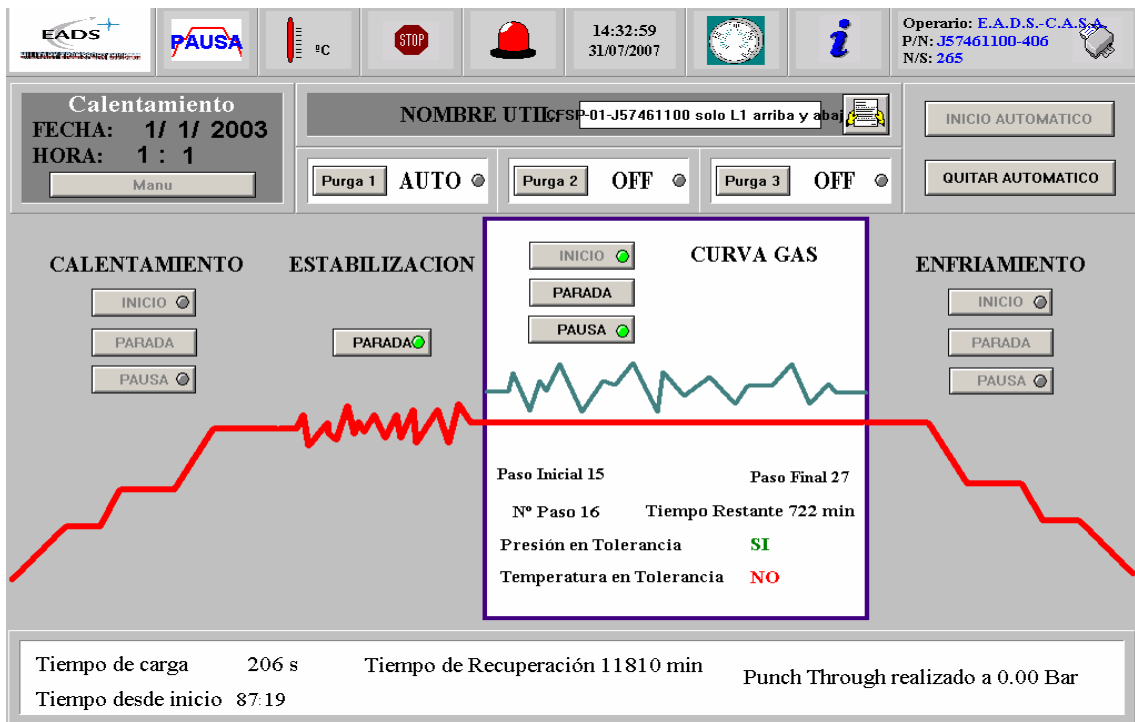 EADS
PAUSA
ºC
STOP
14:32:59
31/07/2007
i
Operario: E.A.D.S.-C.A.S.A.
P/N: J57461100-406
N/S: 265
Calentamiento
FECHA: 1/ 1/ 2003
HORA: 1 : 1
Manu
NOMBRE UTIL:
CFSP-01-J57461100 solo L1 arriba y abaj
INICIO AUTOMATICO
QUITAR AUTOMATICO
Purga 1 AUTO
Purga 2 OFF
Purga 3 OFF
CALENTAMIENTO
INICIO
PARADA
PAUSA
ESTABILIZACION
PARADA
CURVA GAS
INICIO
PARADA
PAUSA
Paso Inicial 15 Paso Final 27
Nº Paso 16 Tiempo Restante 722 min
Presión en Tolerancia SI
Temperatura en Tolerancia NO
ENFRIAMIENTO
INICIO
PARADA
PAUSA
Tiempo de carga 206 s Tiempo de Recuperación 11810 min
Punch Through realizado a 0.00 Bar
Tiempo desde inicio 87:19